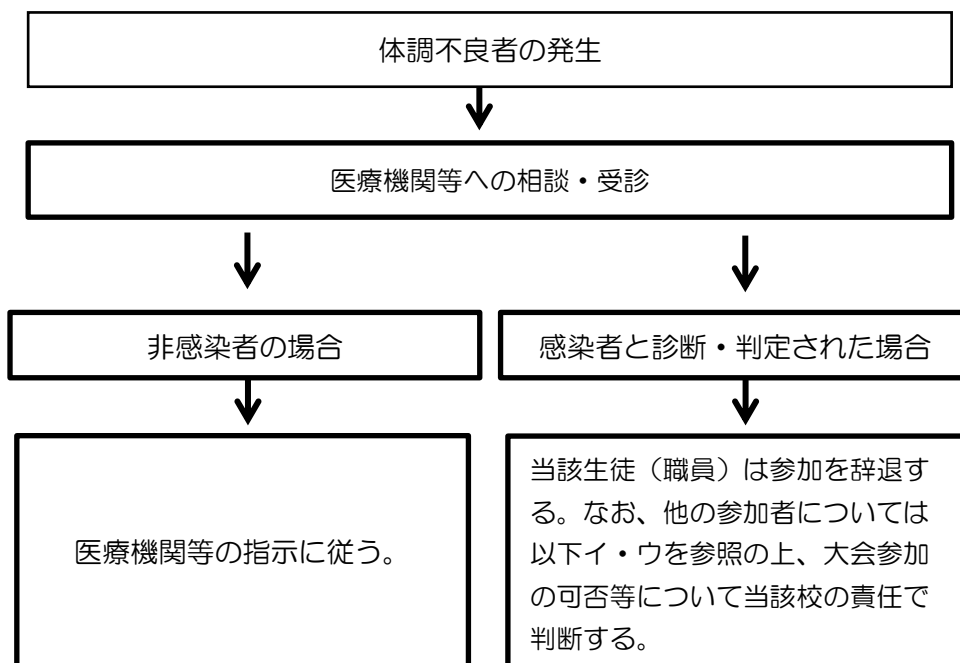 体調不良者の発生
医療機関等への相談・受診
非感染者の場合
感染者と診断・判定された場合
医療機関等の指示に従う。
当該生徒（職員）は参加を辞退す
る。なお、他の参加者については
以下イ・ウを参照の上、大会参加
の可否等について当該校の責任で
判断する。